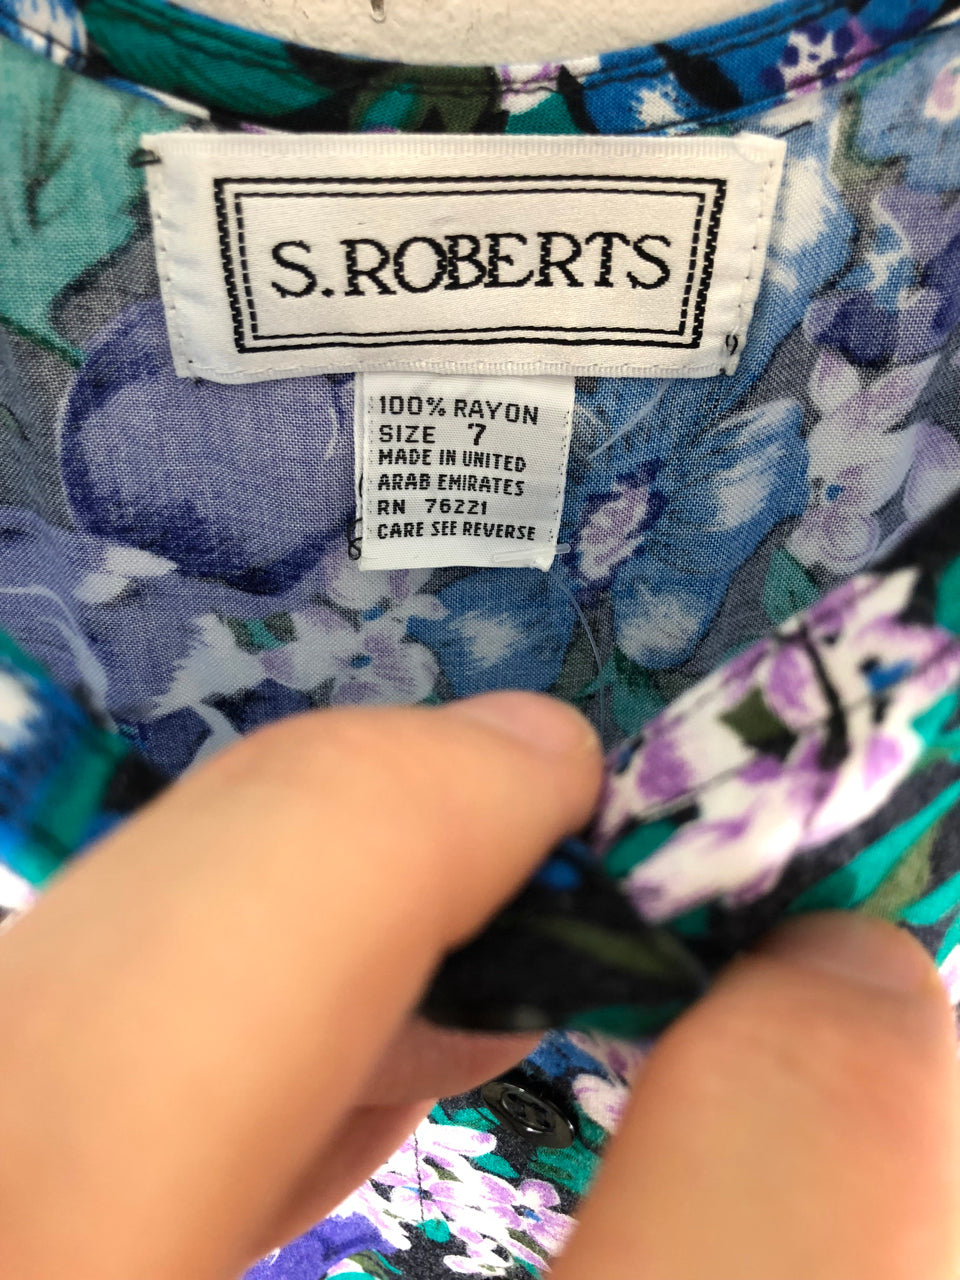 S.ROBERTS
100% RAYON
SIZE 7
MADE IN UNITED
ARAB EMIRATES
RN 76221
CARE SEE REVERSE